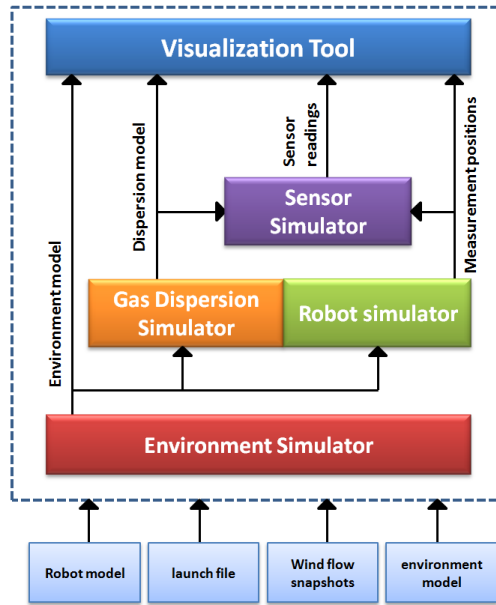 Visualization Tool
Environment model
Dispersion model
Sensor
readings
Measurement positions
Sensor
Simulator
Gas Dispersion
Simulator
Robot simulator
Environment Simulator
Robot model
launch file
Wind flow
snapshots
environment
model